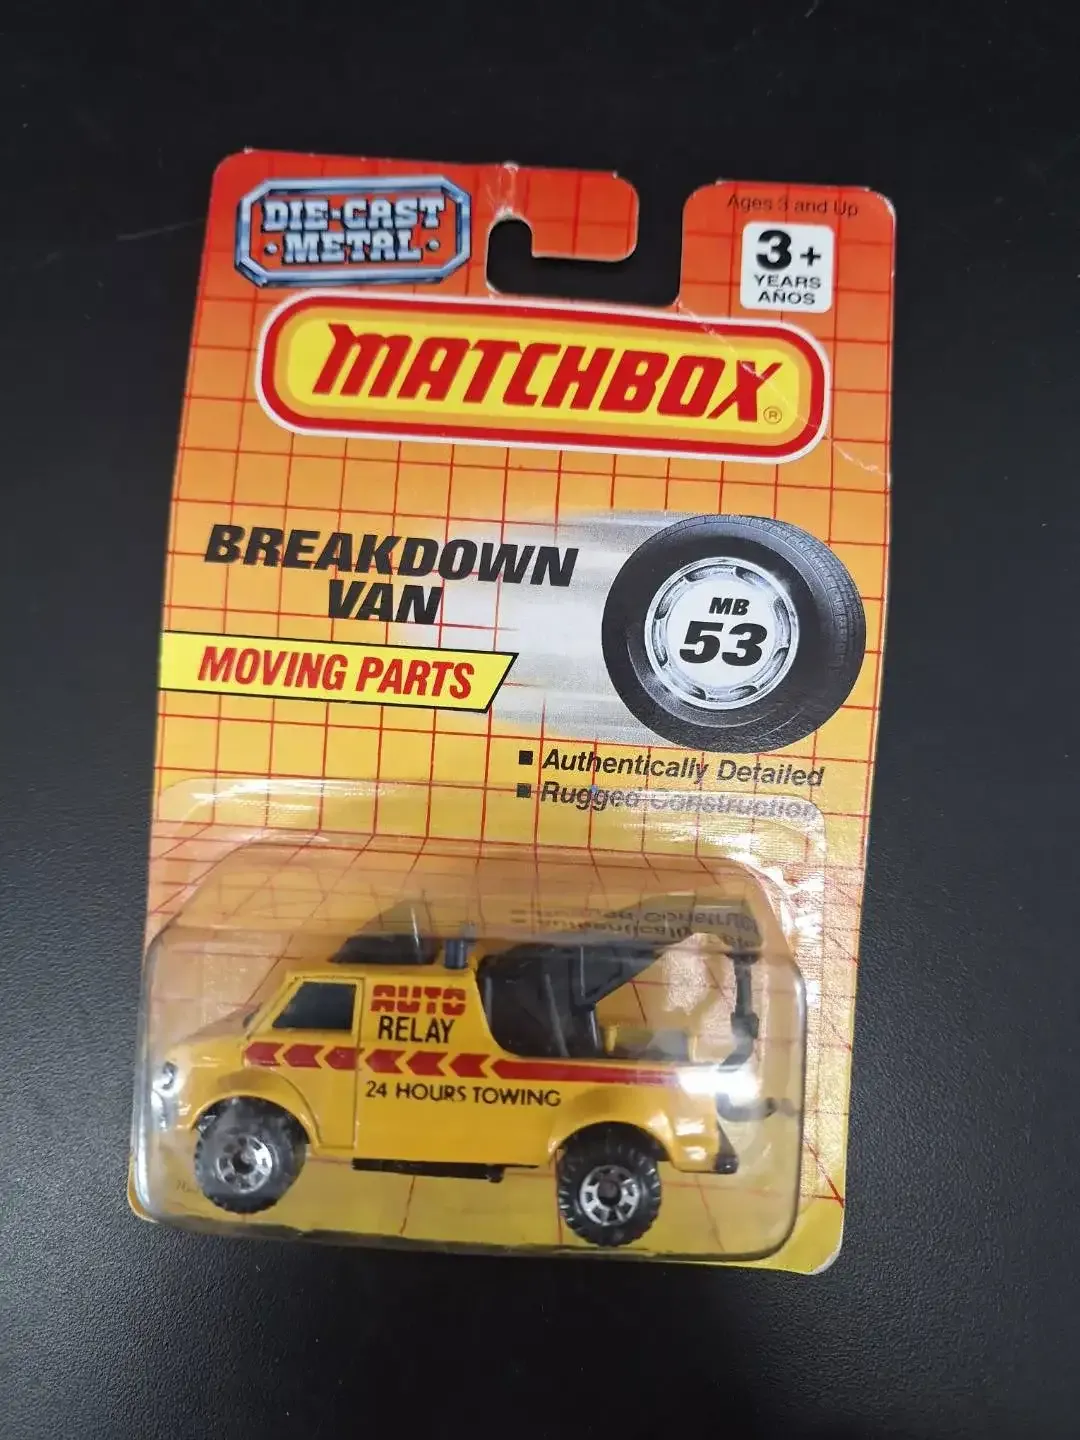 DIE-CAST
METAL
Ages 3 and Up
3+
YEARS
AÑOS
MATCHBOX®
BREAKDOWN
VAN
MB
53
MOVING PARTS
Authentically Detailed
Rugged Construction
AUTO
RELAY
24 HOURS TOWING